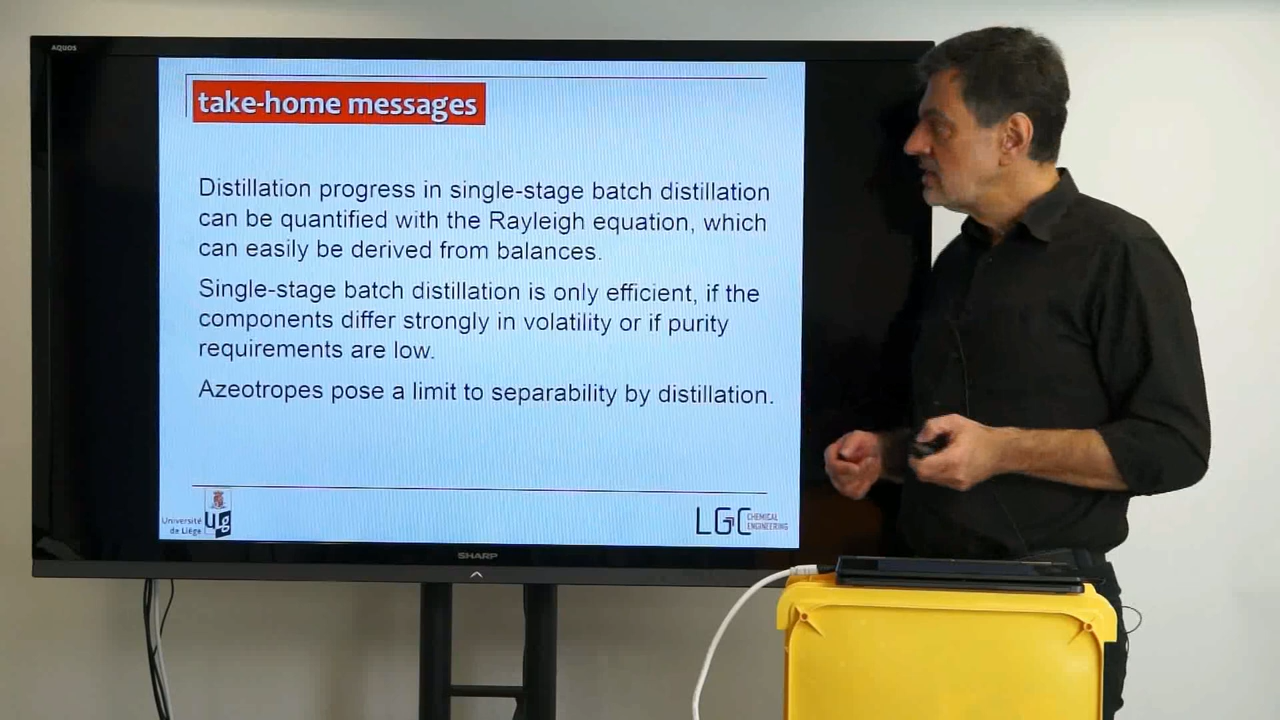 AQUOS
take-home messages
Distillation progress in single-stage batch distillation
can be quantified with the Rayleigh equation, which
can easily be derived from balances.
Single-stage batch distillation is only efficient, if the
components differ strongly in volatility or if purity
requirements are low.
Azeotropes pose a limit to separability by distillation.
Université
de Liège
LGC
CHEMICAL
ENGINEERING
SHARP